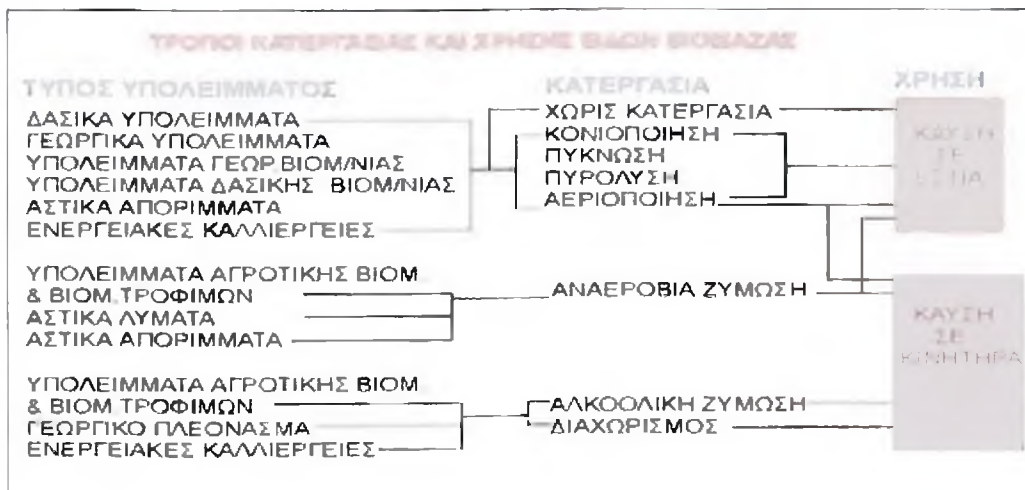 ΤΡΟΠΟΙ ΚΑΤΕΡΓΑΣΙΑΣ ΚΑΙ ΧΡΗΣΗΣ ΕΙΔΩΝ ΒΙΟΜΑΖΑΣ
ΤΥΠΟΣ ΥΠΟΛΕΙΜΜΑΤΟΣ
ΔΑΣΙΚΑ ΥΠΟΛΕΙΜΜΑΤΑ
ΓΕΩΡΓΙΚΑ ΥΠΟΛΕΙΜΜΑΤΑ
ΥΠΟΛΕΙΜΜΑΤΑ ΓΕΩΡ.ΒΙΟΜ/ΝΙΑΣ
ΥΠΟΛΕΙΜΜΑΤΑ ΔΑΣΙΚΗΣ ΒΙΟΜ/ΝΙΑΣ
ΑΣΤΙΚΑ ΑΠΟΡΙΜΜΑΤΑ
ΕΝΕΡΓΕΙΑΚΕΣ ΚΑΛΛΙΕΡΓΕΙΕΣ
ΥΠΟΛΕΙΜΜΑΤΑ ΑΓΡΟΤΙΚΗΣ ΒΙΟΜ
& ΒΙΟΜ.ΤΡΟΦΙΜΩΝ
ΑΣΤΙΚΑ ΛΥΜΑΤΑ
ΑΣΤΙΚΑ ΑΠΟΡΙΜΜΑΤΑ
ΥΠΟΛΕΙΜΜΑΤΑ ΑΓΡΟΤΙΚΗΣ ΒΙΟΜ
& ΒΙΟΜ.ΤΡΟΦΙΜΩΝ
ΓΕΩΡΓΙΚΟ ΠΛΕΟΝΑΣΜΑ
ΕΝΕΡΓΕΙΑΚΕΣ ΚΑΛΛΙΕΡΓΕΙΕΣ
ΚΑΤΕΡΓΑΣΙΑ
ΧΩΡΙΣ ΚΑΤΕΡΓΑΣΙΑ
ΚΟΝΙΟΠΟΙΗΣΗ
ΠΥΚΝΩΣΗ
ΠΥΡΟΛΥΣΗ
ΑΕΡΙΟΠΟΙΗΣΗ
ΑΝΑΕΡΟΒΙΑ ΖΥΜΩΣΗ
ΑΛΚΟΟΛΙΚΗ ΖΥΜΩΣΗ
ΔΙΑΧΩΡΙΣΜΟΣ
ΧΡΗΣΗ
ΚΑΥΣΗ
ΣΕ
ΕΣΤΙΑ
ΚΑΥΣΗ
ΣΕ
ΚΙΝΗΤΗΡΑ